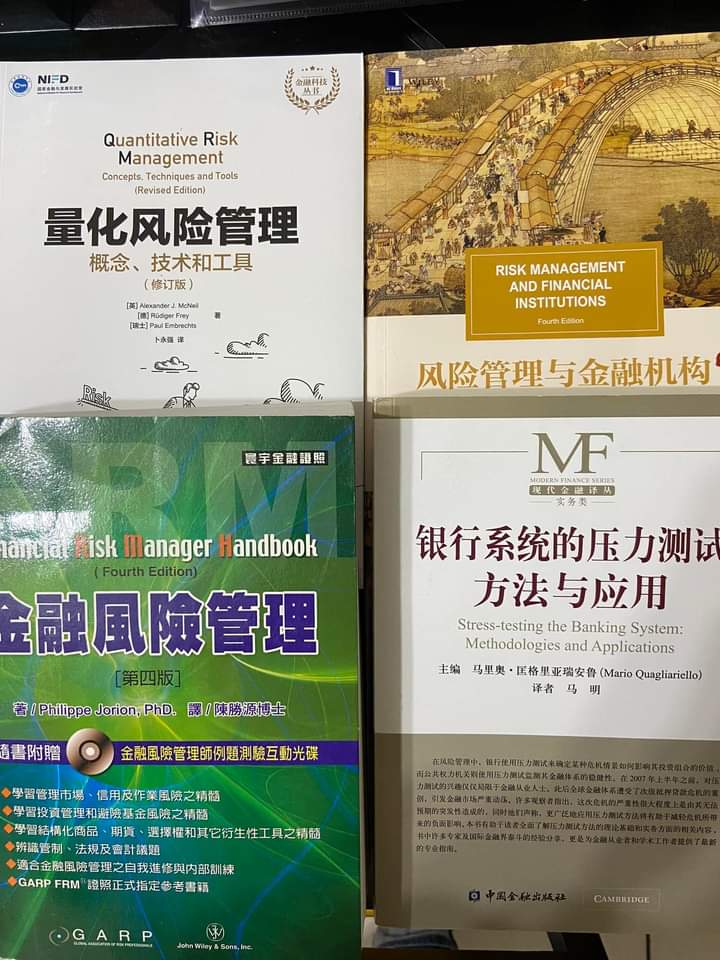 NIFD
国家金融与发展实验室
金融科技
丛书
Quantitative Risk
Management
Concepts, Techniques and Tools
(Revised Edition)
量化风险管理
概念、技术和工具
(修订版)
[英] Alexander J. McNeil
[德] Rüdiger Frey 著
[瑞士] Paul Embrechts
卜永强 译
Risk
WILEY
RISK MANAGEMENT
AND FINANCIAL
INSTITUTIONS
Fourth Edition
风险管理与金融机构
寰宇金融證照
RM
nancial Risk Manager Handbook
(Fourth Edition)
金融風險管理
[第四版]
著/Philippe Jorion, PhD. 譯/陳勝源博士
隨書附贈 金融風險管理師例題測驗互動光碟
◆學習管理市場、信用及作業風險之精髓
◆學習投資管理和避險基金風險之精髓
◆學習結構化商品、期貨、選擇權和其它衍生性工具之精髓
◆辨識管制、法規及會計議題
◆適合金融風險管理之自我進修與內部訓練
◆GARP FRM®證照正式指定參考書籍
GARP
GLOBAL ASSOCIATION OF RISK PROFESSIONALS
John Wiley & Sons, Inc.
MF
MODERN FINANCE SERIES
现代金融译丛
实务类
银行系统的压力测试
方法与应用
Stress-testing the Banking System:
Methodologies and Applications
主编 马里奥·匡格里亚瑞安鲁(Mario Quagliariello)
译者 马 明
在风险管理中，银行使用压力测试来确定某种危机情景如何影响其投资组合的价值，
而公共权力机关则使用压力测试监测其金融体系的稳健性。在 2007 年上半年之前，对压
力测试的兴趣仅仅局限于金融从业人士。此后全球金融体系遭受了次级抵押贷款危机的重
创，引发金融市场严重动荡，许多观察者指出，这次危机的严重性很大程度上是由其无法
预期的突发性造成的，同时他们声称，更广泛地应用压力测试方法将有助于减轻危机所带
来的负面影响。本书有助于读者全面了解压力测试方法的理论基础和实务方面的相关内容，
书中许多专家及国际金融界泰斗的经验分享，更是为金融从业者和学术工作者提供了最新
的专业指南。
中国金融出版社
CAMBRIDGE